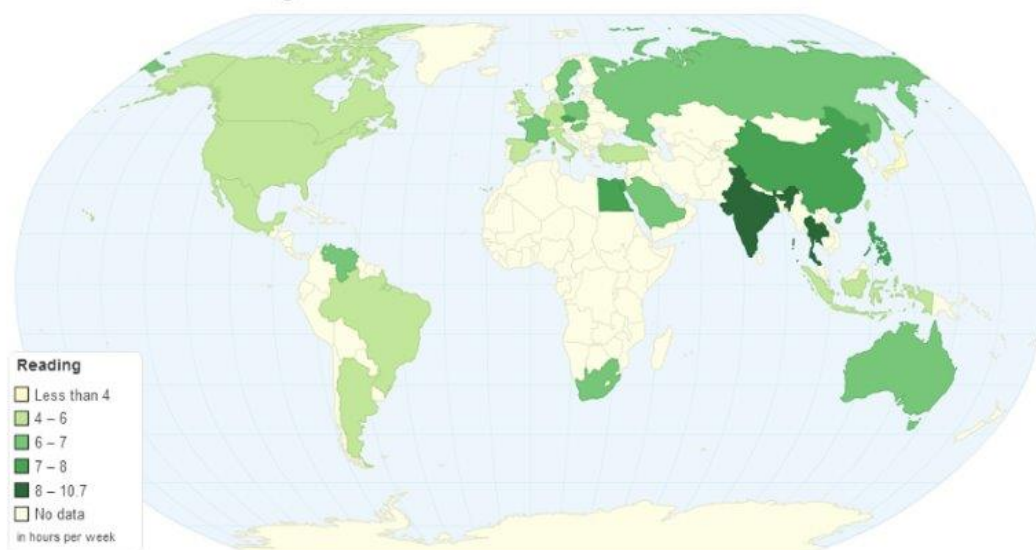 Reading
Less than 4
4 – 6
6 – 7
7 – 8
8 – 10.7
No data
in hours per week